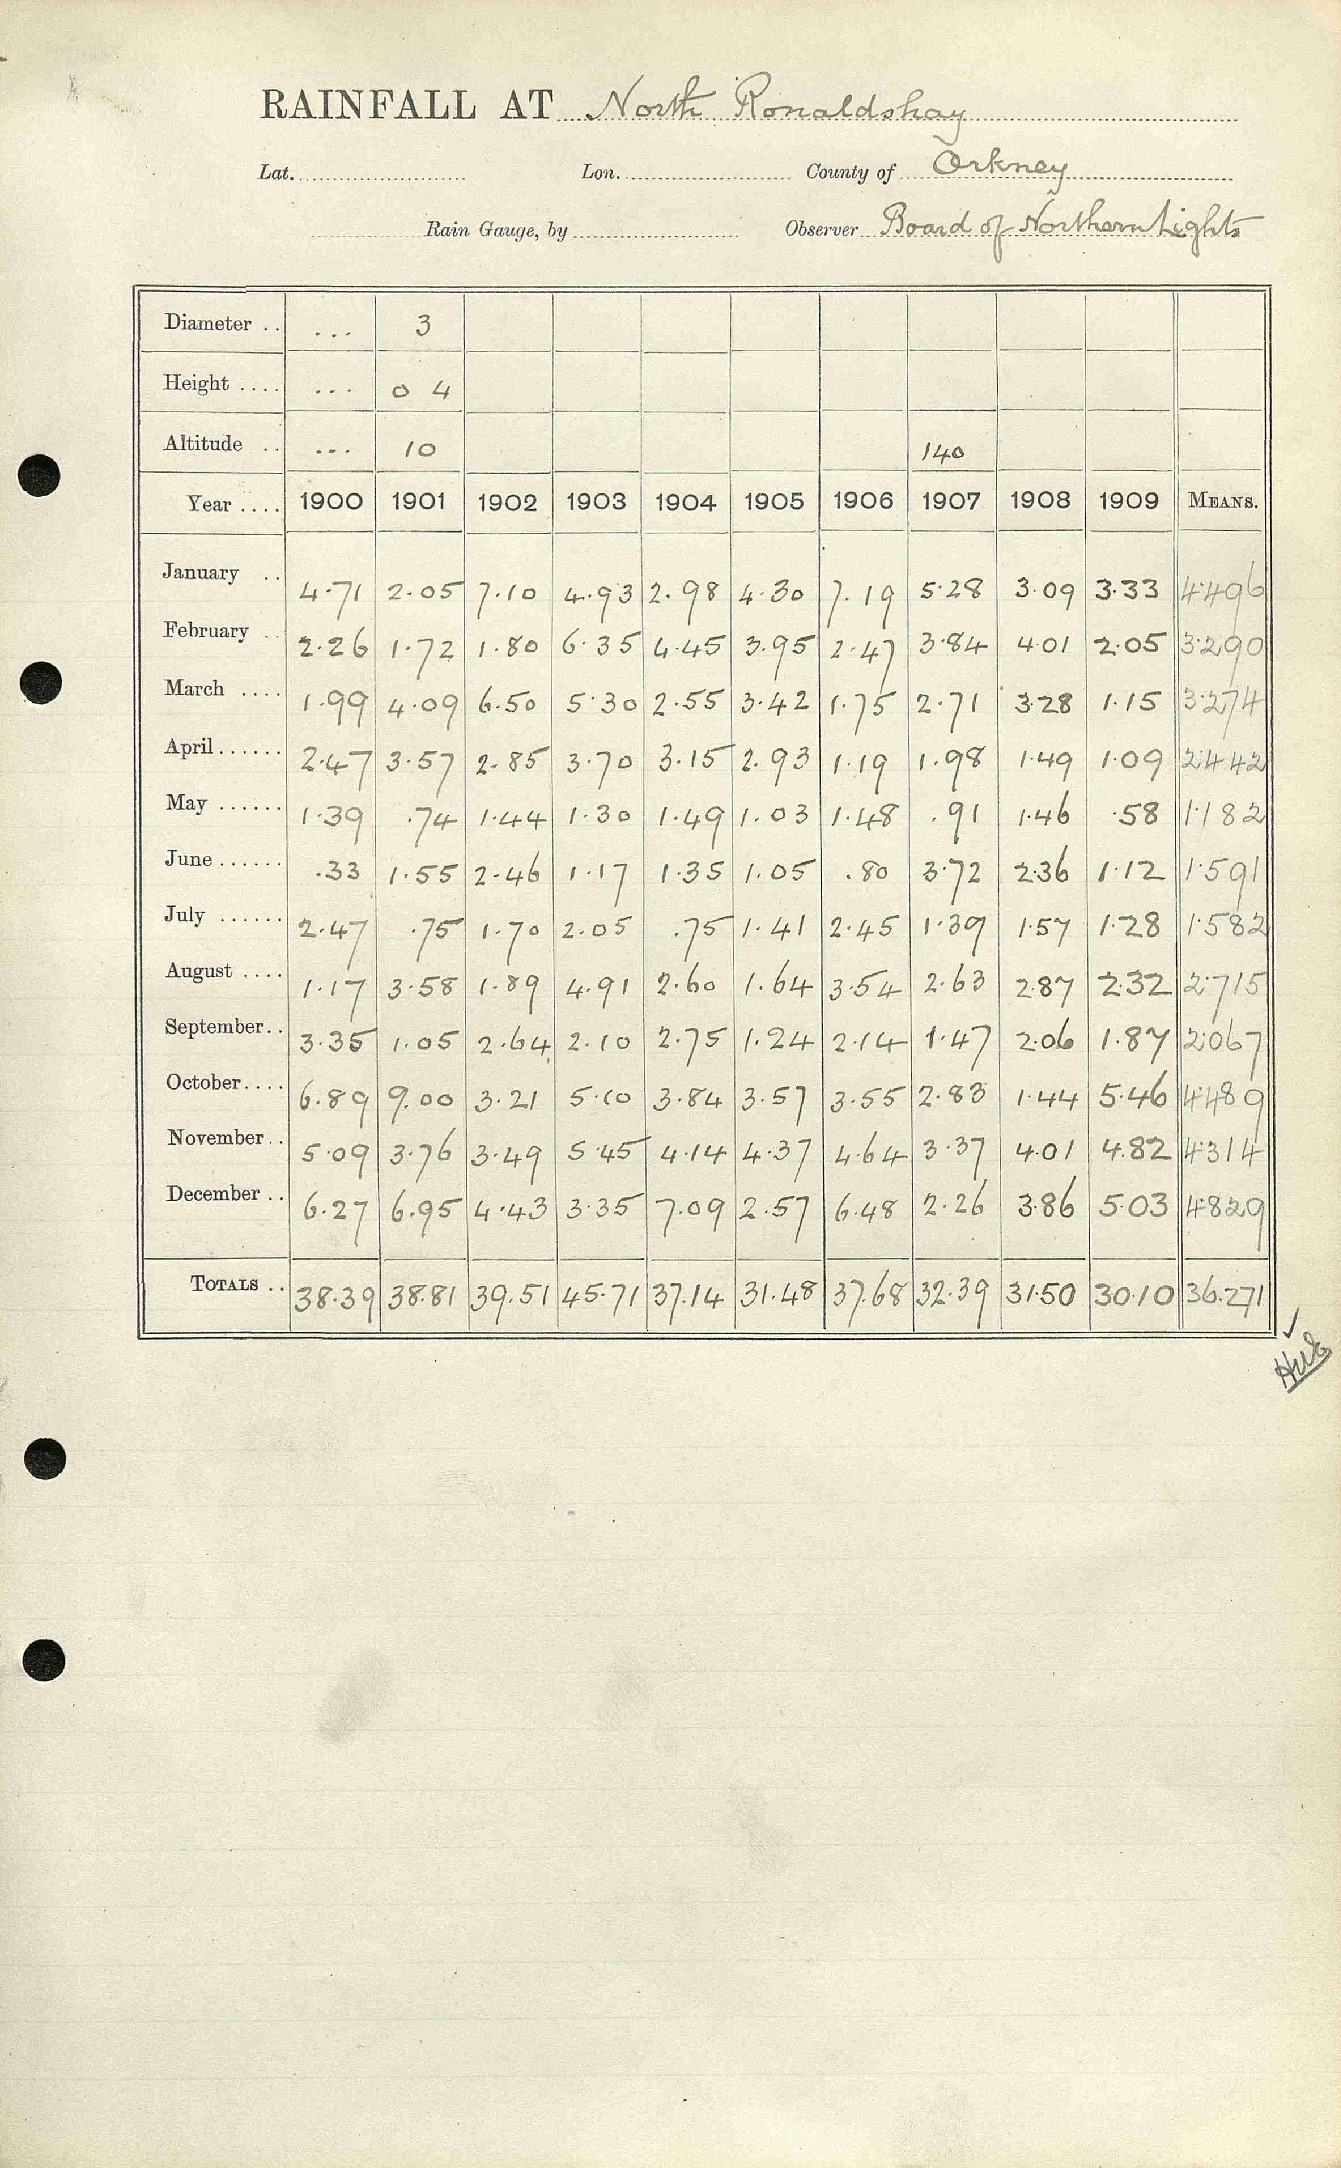 RAINFALL AT North Ronaldshay
Lat. Lon. County of Orkney
Rain Gauge, by Observer Board of Northern Lights
Diameter .. ... 3
Height .... ... 0 4
Altitude .. ... 10 140
Year .... 1900 1901 1902 1903 1904 1905 1906 1907 1908 1909 MEANS.
January .. 4.71 2.05 7.10 4.93 2.98 4.30 7.19 5.28 3.09 3.33 4.496
February .. 2.26 1.72 1.80 6.35 4.45 3.95 2.47 3.84 4.01 2.05 3.290
March .... 1.99 4.09 6.50 5.30 2.55 3.42 1.75 2.71 3.28 1.15 3.274
April...... 2.47 3.57 2.85 3.70 3.15 2.93 1.19 1.98 1.49 1.09 2.442
May ...... 1.39 .74 1.44 1.30 1.49 1.03 1.48 .91 1.46 .58 1.182
June ...... .33 1.55 2.46 1.17 1.35 1.05 .80 3.72 2.36 1.12 1.591
July ...... 2.47 .75 1.70 2.05 .75 1.41 2.45 1.39 1.57 1.28 1.582
August .... 1.17 3.58 1.89 4.91 2.60 1.64 3.54 2.63 2.87 2.32 2.715
September.. 3.35 1.05 2.64 2.10 2.75 1.24 2.14 1.47 2.06 1.87 2.067
October.... 6.89 9.00 3.21 5.10 3.84 3.57 3.55 2.83 1.44 5.46 4.489
November.. 5.09 3.76 3.49 5.45 4.14 4.37 4.64 3.37 4.01 4.82 4.314
December .. 6.27 6.95 4.43 3.35 7.09 2.57 6.48 2.26 3.86 5.03 4.829
TOTALS .. 38.39 38.81 39.51 45.71 37.14 31.48 37.68 32.39 31.50 30.10 36.271